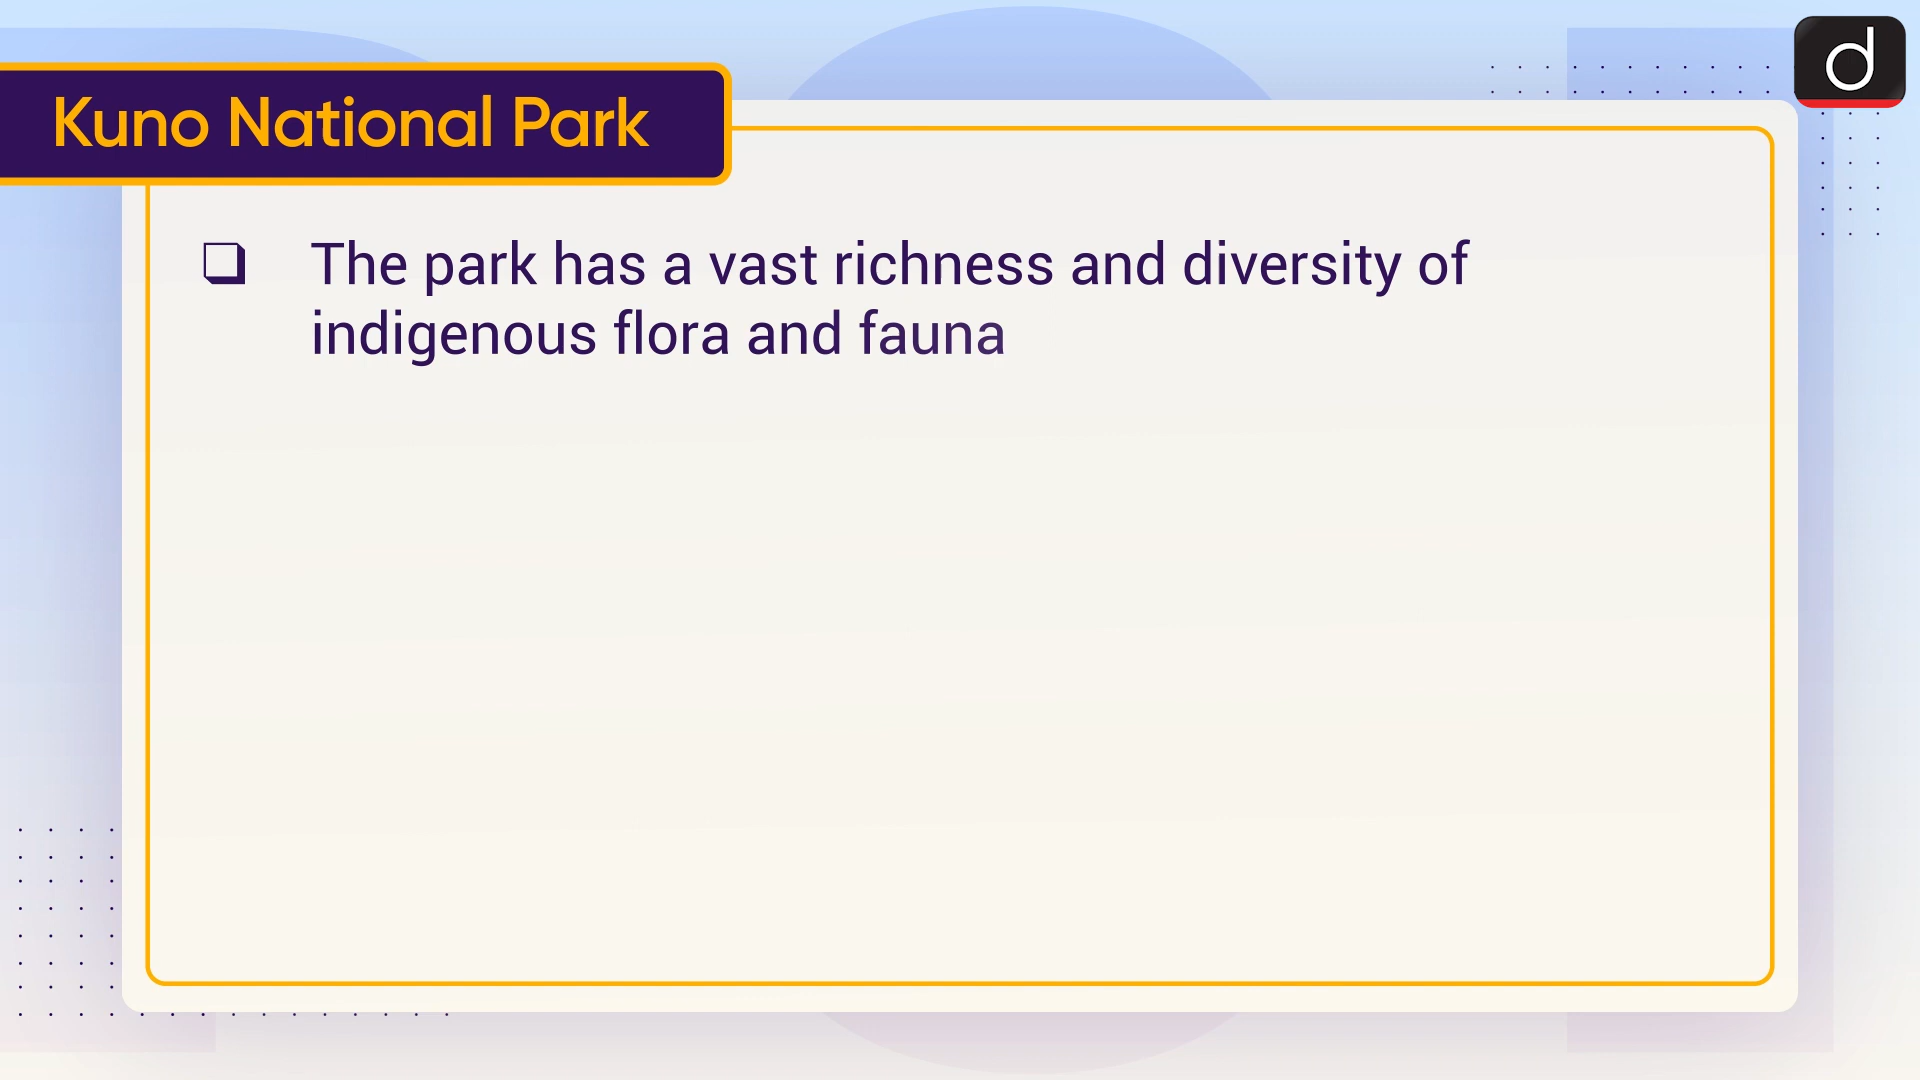 Kuno National Park
d
❑ The park has a vast richness and diversity of
indigenous flora and fauna